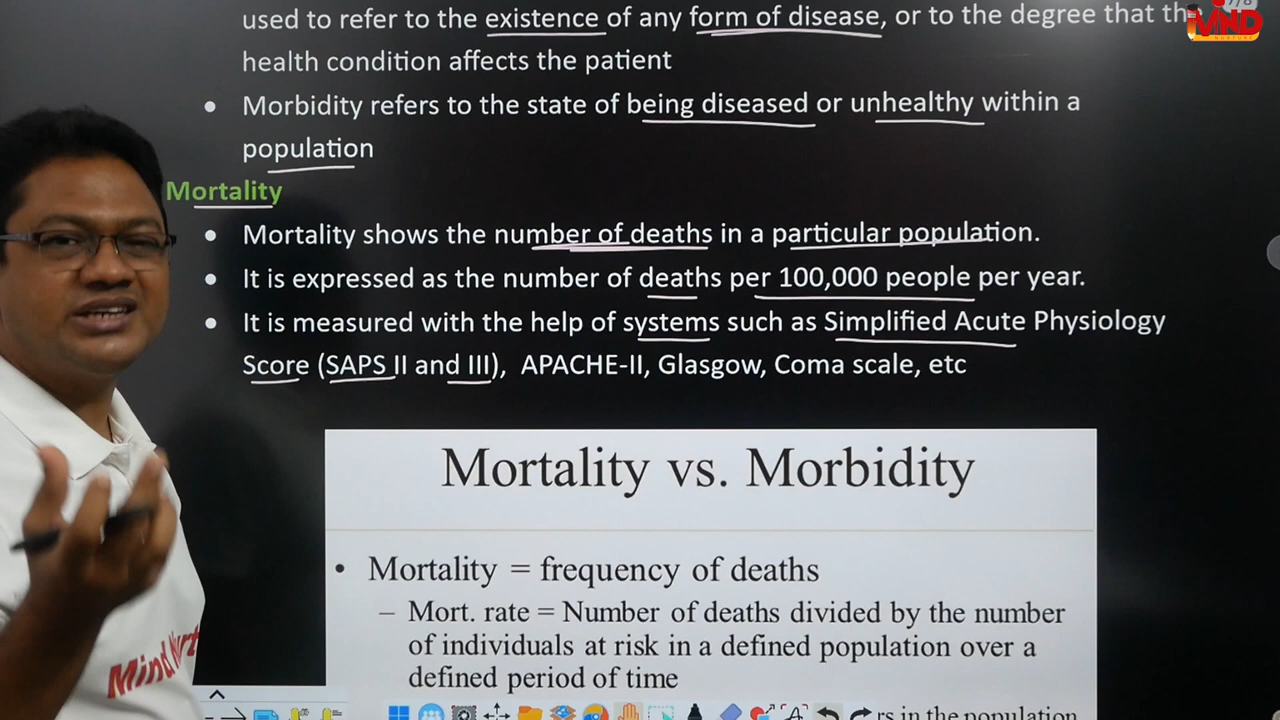 used to refer to the existence of any form of disease, or to the degree that
health condition affects the patient
• Morbidity refers to the state of being diseased or unhealthy within a
population
Mortality
• Mortality shows the number of deaths in a particular population.
• It is expressed as the number of deaths per 100,000 people per year.
• It is measured with the help of systems such as Simplified Acute Physiology
Score (SAPS II and III), APACHE-II, Glasgow, Coma scale, etc
Mortality vs. Morbidity
• Mortality = frequency of deaths
– Mort. rate = Number of deaths divided by the number
of individuals at risk in a defined population over a
defined period of time
in the population